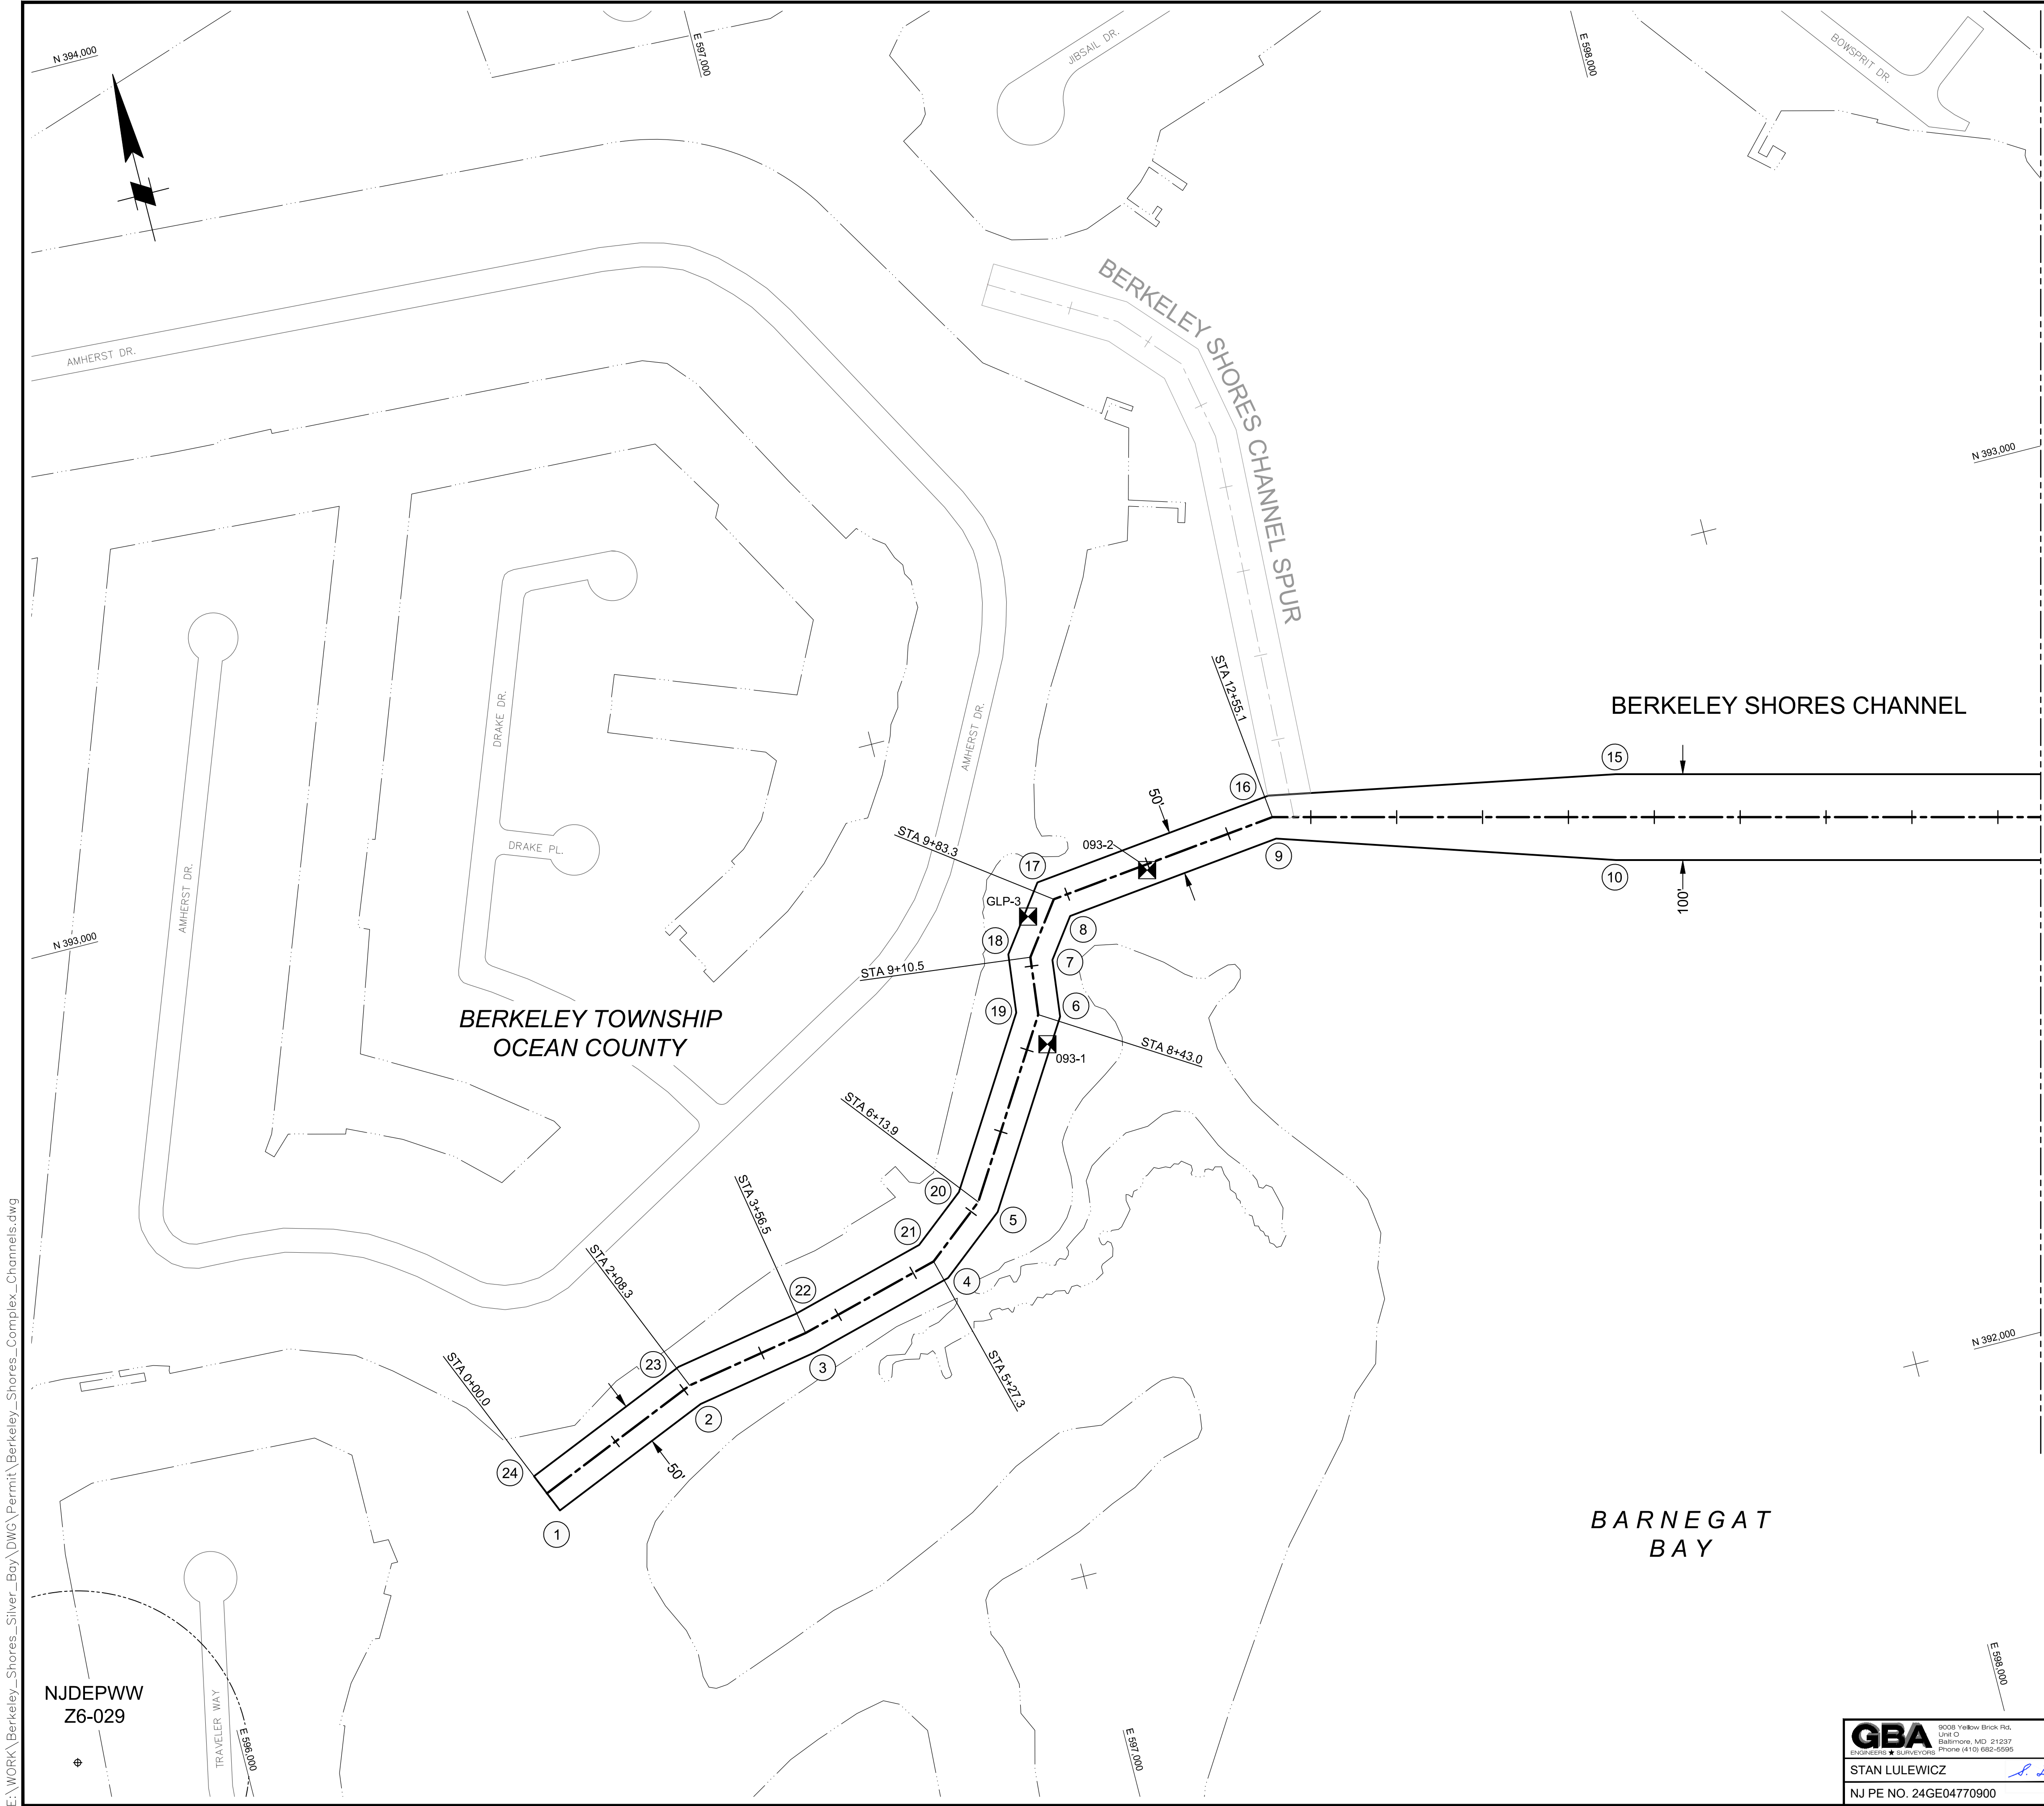 N 394,000
E 597,000
JIBSAIL DR.
E 598,000
BOWSPRIT DR.
BERKELEY SHORES CHANNEL SPUR
AMHERST DR.
N 393,000
DRAKE DR.
AMHERST DR.
STA 12+55.1
BERKELEY SHORES CHANNEL
15
16
50'
STA 9+83.3
093-2
17
9
DRAKE PL.
10
100'
AMHERST DR.
GLP-3
8
18
N 393,000
7
STA 9+10.5
6
19
BERKELEY TOWNSHIP
OCEAN COUNTY
STA 8+43.0
093-1
STA 6+13.9
20
5
21
STA 3+56.5
4
STA 2+08.3
22
N 392,000
23
3
STA 0+00.0
STA 5+27.3
2
24
50'
1
BARNEGAT
BAY
E 598,000
NJDEPWW
Z6-029
TRAVELER WAY
E 596,000
E 597,000
E:\WORK\Berkeley_Shores_Silver_Bay\DWG\Permit\Berkeley_Shores_Complex_Channels.dwg
GBA
ENGINEERS ★ SURVEYORS
9008 Yellow Brick Rd,
Unit O
Baltimore, MD 21237
Phone (410) 682-5595
STAN LULEWICZ
NJ PE NO. 24GE04770900